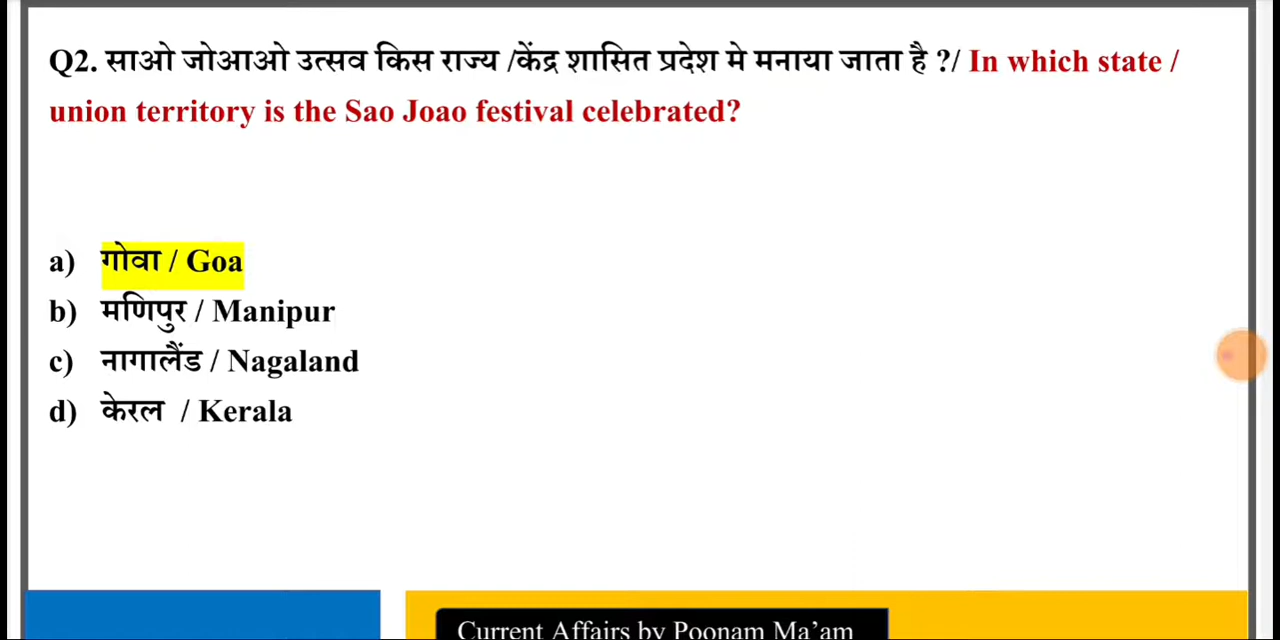 Q2. साओ जोआओ उत्सव किस राज्य /केंद्र शासित प्रदेश मे मनाया जाता है ?/ In which state /
union territory is the Sao Joao festival celebrated?
a) गोवा / Goa
b) मणिपुर / Manipur
c) नागालैंड / Nagaland
d) केरल / Kerala
Current Affairs by Poonam Ma’am